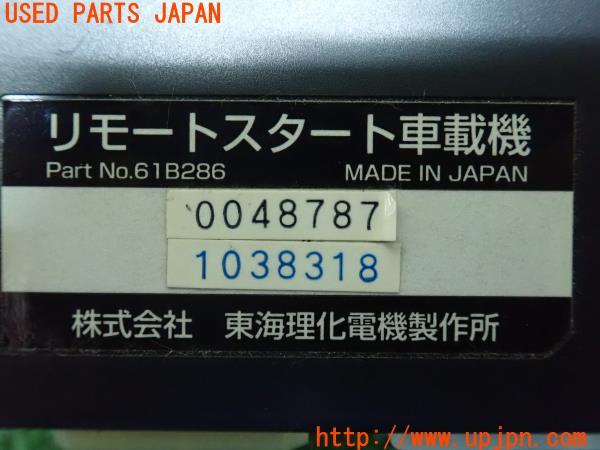 USED PARTS JAPAN
リモートスタート車載機
Part No.61B286 MADE IN JAPAN
0048787
1038318
株式会社 東海理化電機製作所
http://www.upjpn.com